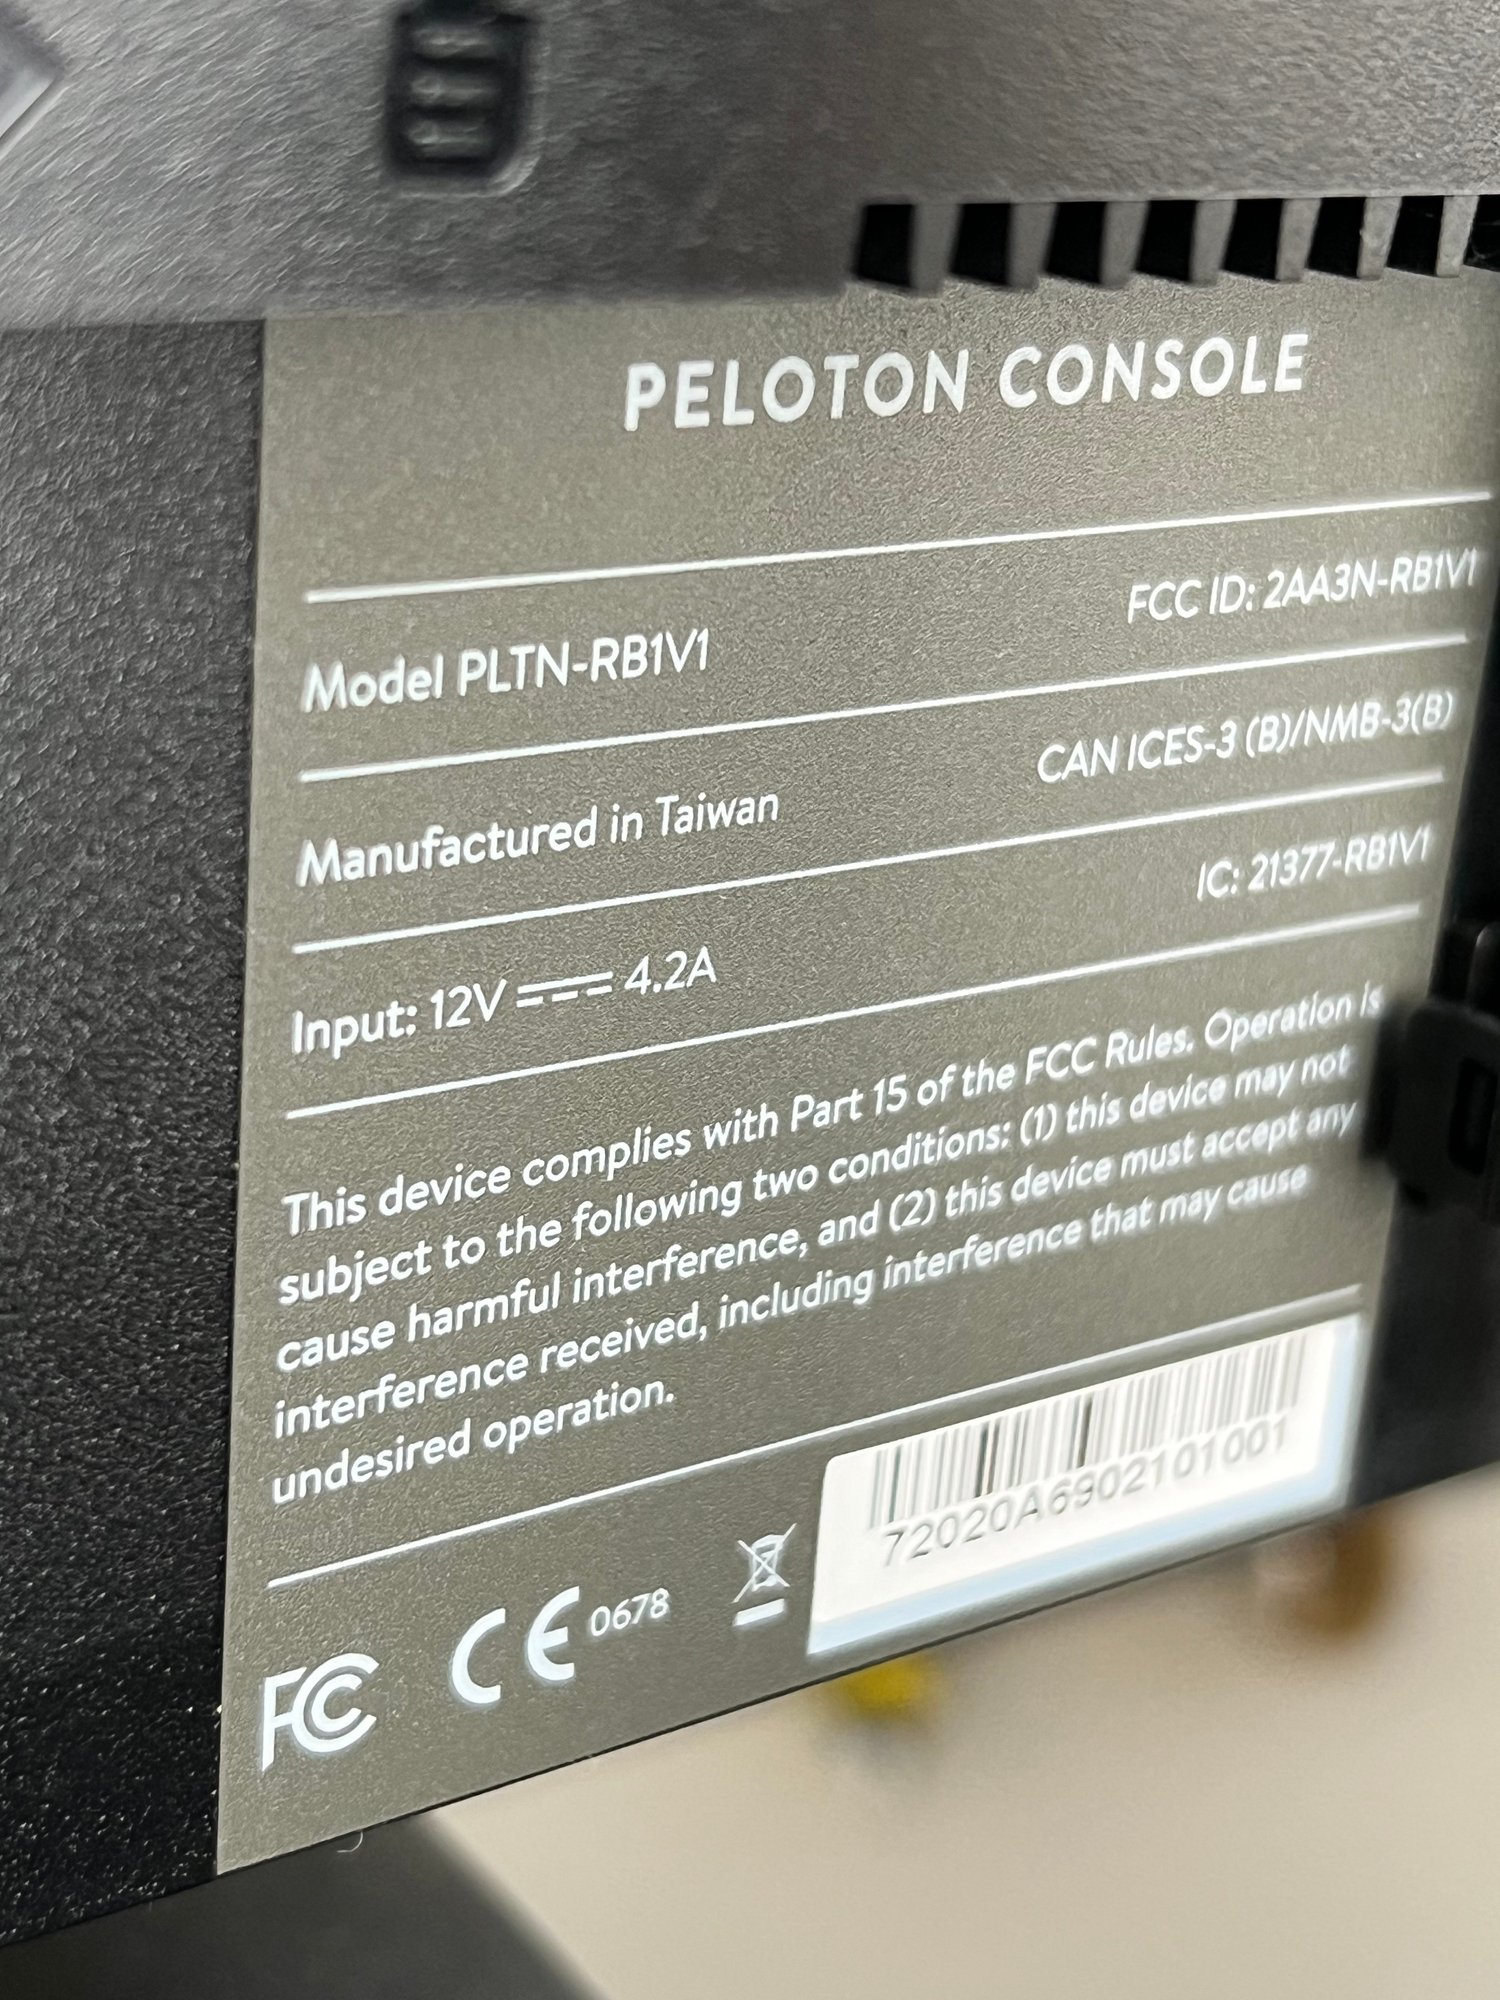 PELOTON CONSOLE
Model PLTN-RB1V1
FCC ID: 2AA3N-RB1V1
Manufactured in Taiwan
CAN ICES-3 (B)/NMB-3(B)
Input: 12V ⎓ 4.2A
IC: 21377-RB1V1
This device complies with Part 15 of the FCC Rules. Operation is
subject to the following two conditions: (1) this device may not
cause harmful interference, and (2) this device must accept any
interference received, including interference that may cause
undesired operation.
72020A6902101001
FC CE 0678